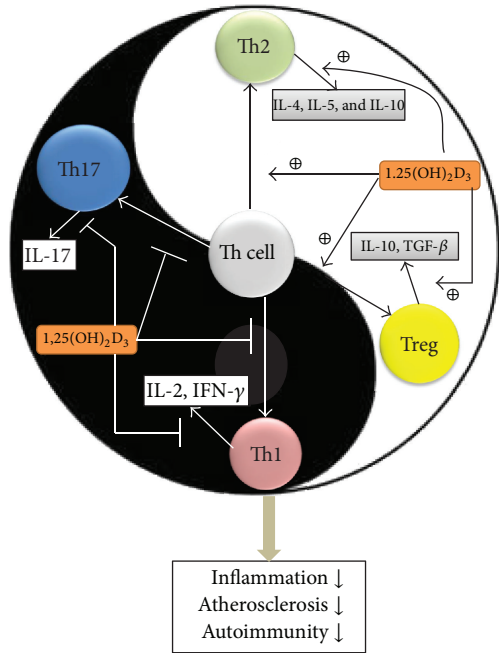 Th2
⊕
IL-4, IL-5, and IL-10
Th17
⊕
1.25(OH)₂D₃
IL-17
Th cell
⊕
IL-10, TGF-β
⊕
1,25(OH)₂D₃
Treg
IL-2, IFN-γ
Th1
Inflammation ↓
Atherosclerosis ↓
Autoimmunity ↓